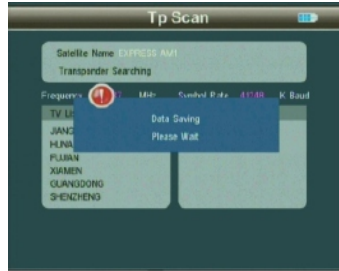 Tp Scan
Satellite Name EXPRESS AM1
Transponder Searching
Frequency MHz Symbol Rate K Baud
TV
Data Saving
Please Wait
JIANG
HUNA
FUJIAN
XIAMEN
GUANGDONG
SHENZHENG